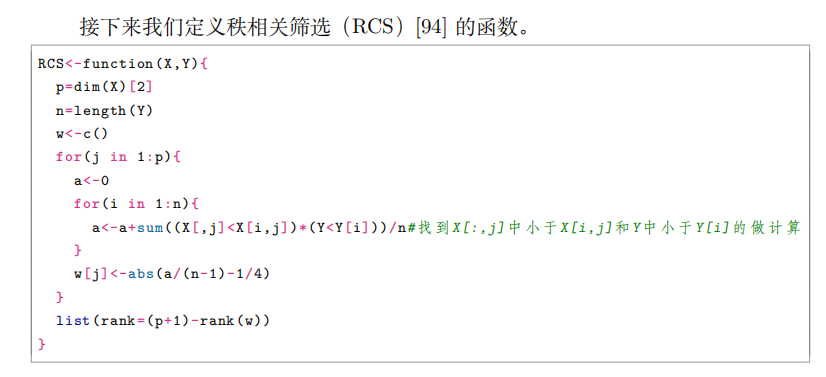 接下来我们定义秩相关筛选（RCS）[94] 的函数。
RCS<-function(X,Y){
p=dim(X)[2]
n=length(Y)
w<-c()
for(j in 1:p){
a<-0
for(i in 1:n){
a<-a+sum((X[,j]<X[i,j])*(Y<Y[i]))/n#找到X[:,j]中小于X[i,j]和Y中小于Y[i]的做计算
}
w[j]<-abs(a/(n-1)-1/4)
}
list(rank=(p+1)-rank(w))
}